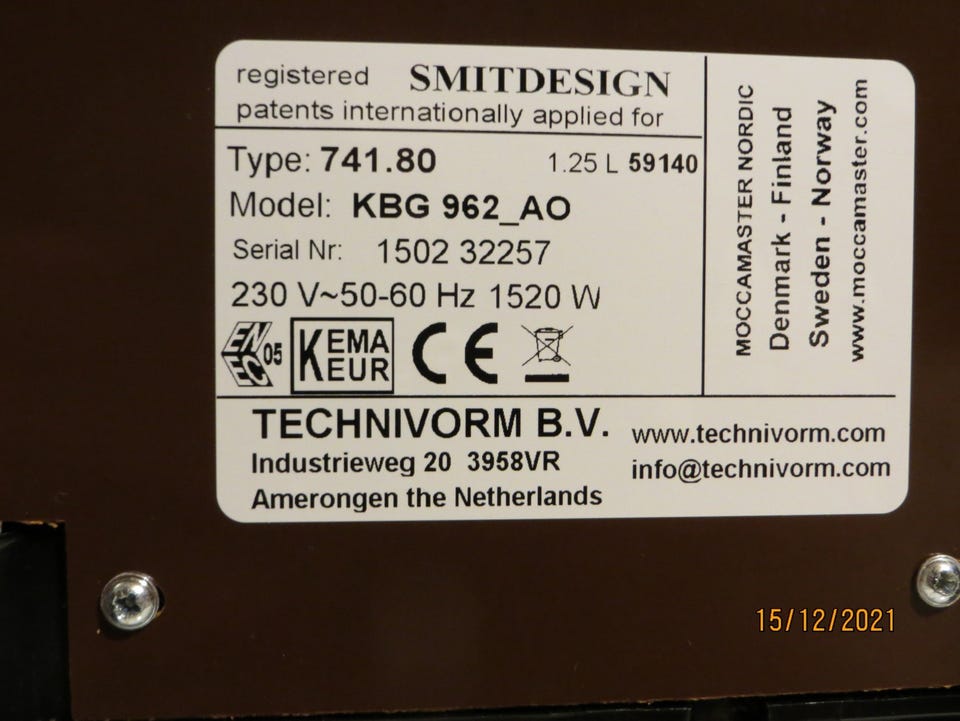 registered SMITDESIGN
patents internationally applied for
Type: 741.80 1.25 L 59140
Model: KBG 962_AO
Serial Nr: 1502 32257
230 V~50-60 Hz 1520 W
ENEC 05
KEMA
KEUR
CE
MOCCAMASTER NORDIC
Denmark - Finland
Sweden - Norway
www.moccamaster.com
TECHNIVORM B.V.
Industrieweg 20 3958VR
Amerongen the Netherlands
www.technivorm.com
info@technivorm.com
15/12/2021